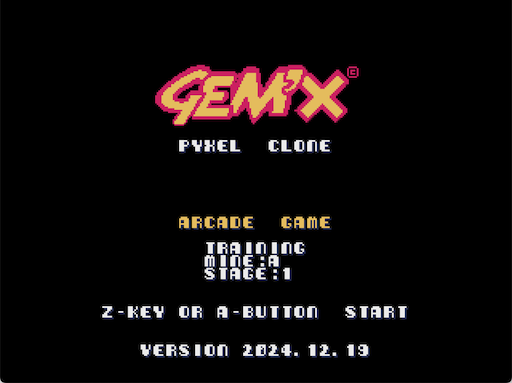 GEM'X ©
PYXEL CLONE
ARCADE GAME
TRAINING
MINE:A
STAGE:1
Z-KEY OR A-BUTTON START
VERSION 2024.12.19